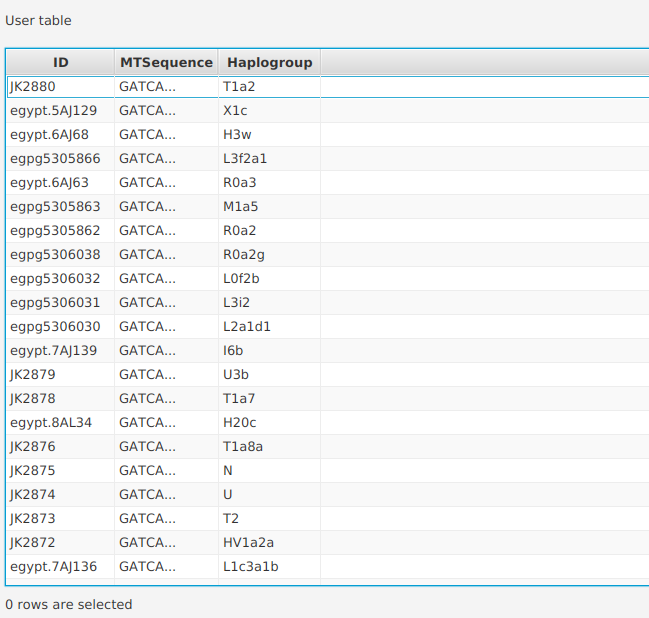 User table
ID MTSequence Haplogroup
JK2880 GATCA... T1a2
egypt.5AJ129 GATCA... X1c
egypt.6AJ68 GATCA... H3w
egpg5305866 GATCA... L3f2a1
egypt.6AJ63 GATCA... R0a3
egpg5305863 GATCA... M1a5
egpg5305862 GATCA... R0a2
egpg5306038 GATCA... R0a2g
egpg5306032 GATCA... L0f2b
egpg5306031 GATCA... L3i2
egpg5306030 GATCA... L2a1d1
egypt.7AJ139 GATCA... I6b
JK2879 GATCA... U3b
JK2878 GATCA... T1a7
egypt.8AL34 GATCA... H20c
JK2876 GATCA... T1a8a
JK2875 GATCA... N
JK2874 GATCA... U
JK2873 GATCA... T2
JK2872 GATCA... HV1a2a
egypt.7AJ136 GATCA... L1c3a1b
0 rows are selected